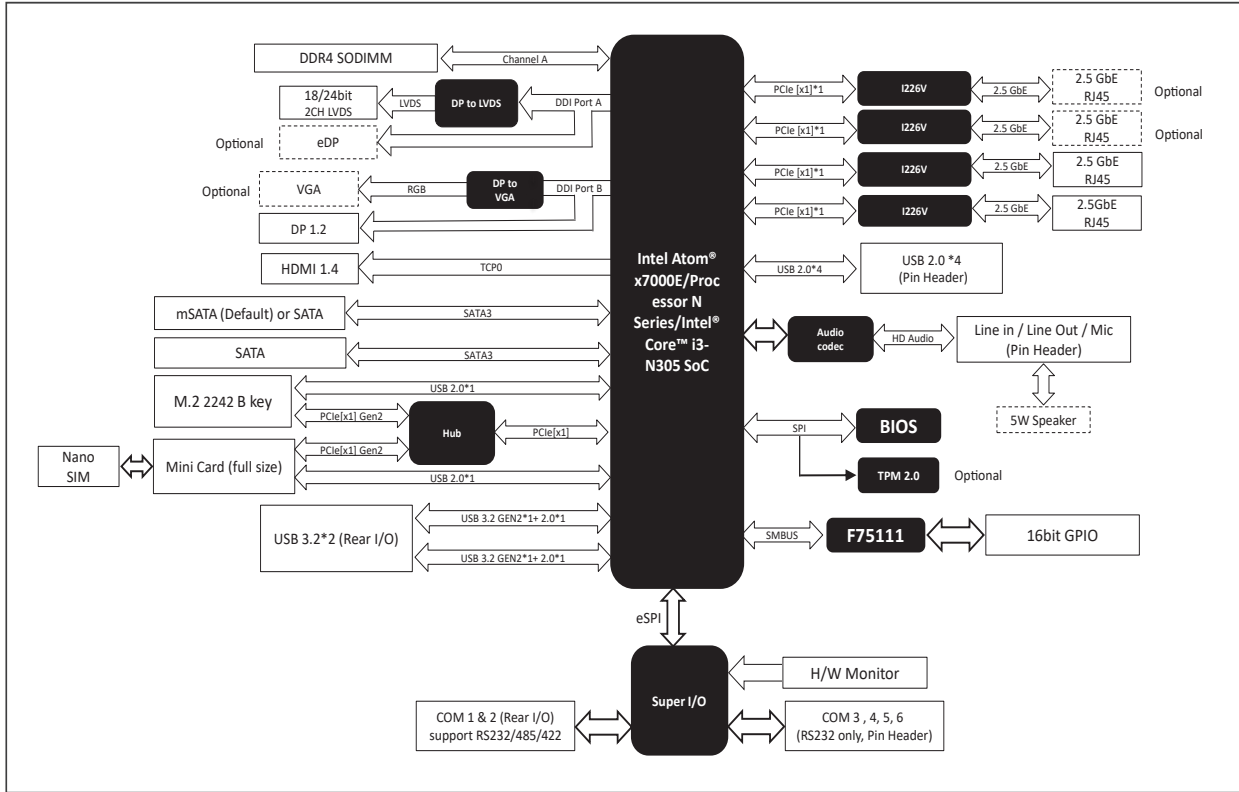 DDR4 SODIMM
Channel A
18/24bit
2CH LVDS
LVDS
DP to LVDS
DDI Port A
Optional
eDP
Optional
VGA
RGB
DP to
VGA
DDI Port B
DP 1.2
HDMI 1.4
TCP0
mSATA (Default) or SATA
SATA3
SATA
SATA3
M.2 2242 B key
USB 2.0*1
PCIe[x1] Gen2
Hub
PCIe[x1]
Nano
SIM
Mini Card (full size)
PCIe[x1] Gen2
USB 2.0*1
USB 3.2*2 (Rear I/O)
USB 3.2 GEN2*1+ 2.0*1
USB 3.2 GEN2*1+ 2.0*1
Intel Atom®
x7000E/Proc
essor N
Series/Intel®
Core™ i3-
N305 SoC
PCIe [x1]*1
I226V
2.5 GbE
2.5 GbE
RJ45
Optional
PCIe [x1]*1
I226V
2.5 GbE
2.5 GbE
RJ45
Optional
PCIe [x1]*1
I226V
2.5 GbE
2.5 GbE
RJ45
PCIe [x1]*1
I226V
2.5 GbE
2.5GbE
RJ45
USB 2.0*4
USB 2.0 *4
(Pin Header)
Audio
codec
HD Audio
Line in / Line Out / Mic
(Pin Header)
5W Speaker
SPI
BIOS
TPM 2.0
Optional
SMBUS
F75111
16bit GPIO
eSPI
Super I/O
H/W Monitor
COM 1 & 2 (Rear I/O)
support RS232/485/422
COM 3 , 4, 5, 6
(RS232 only, Pin Header)